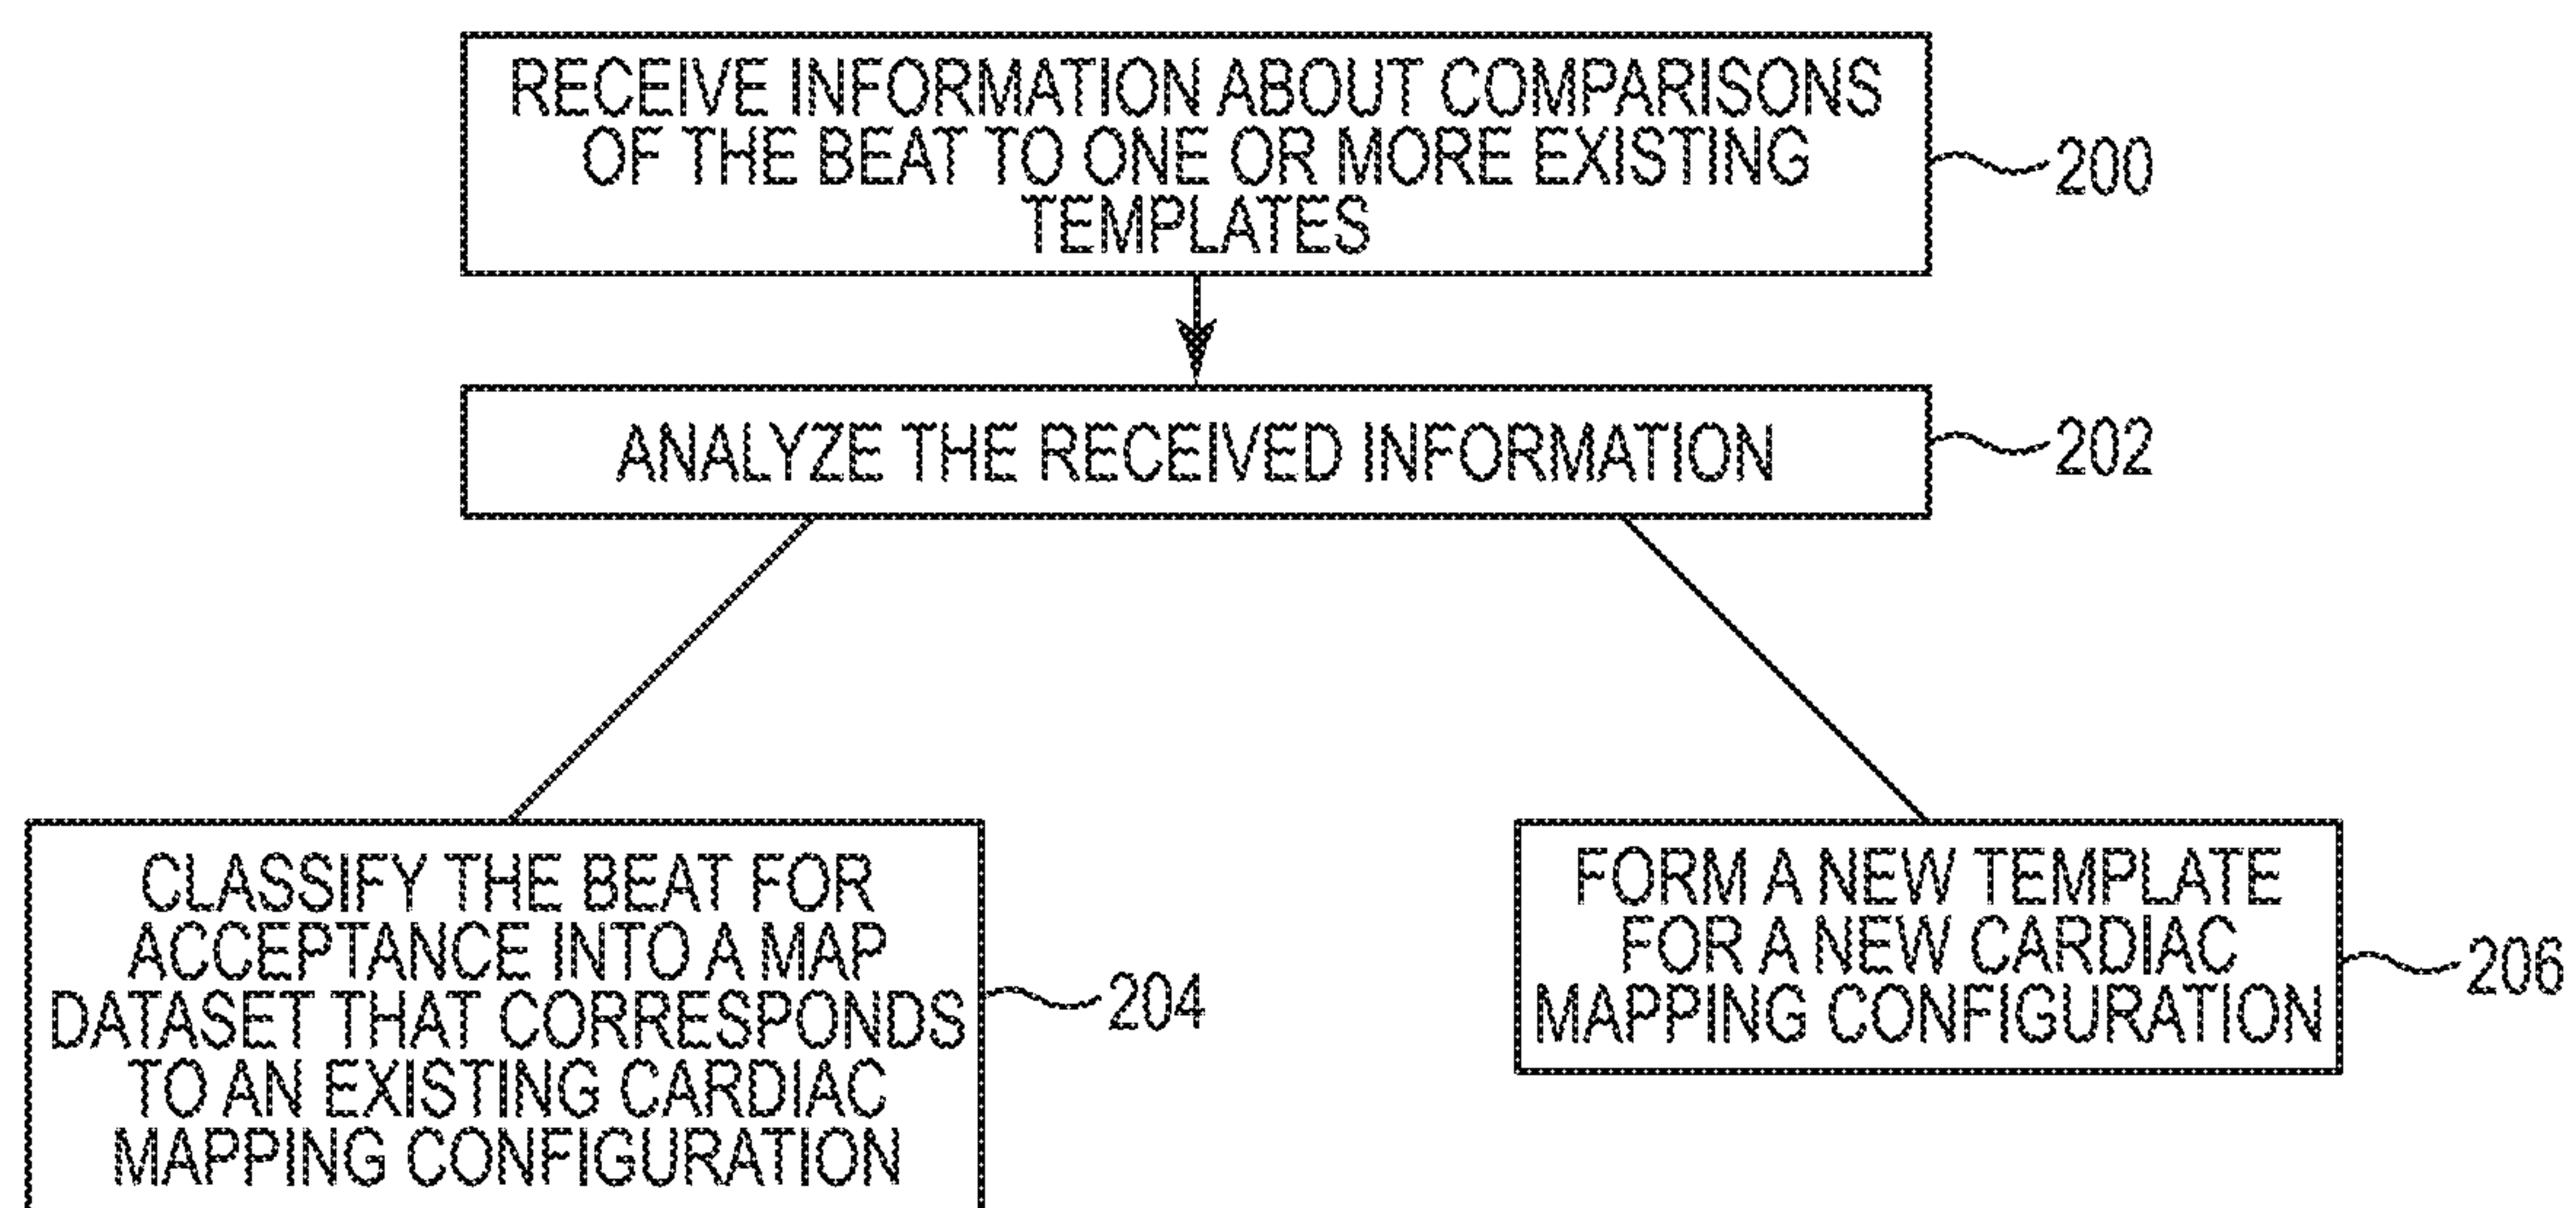 RECEIVE INFORMATION ABOUT COMPARISONS
OF THE BEAT TO ONE OR MORE EXISTING
TEMPLATES
200
ANALYZE THE RECEIVED INFORMATION
202
CLASSIFY THE BEAT FOR
ACCEPTANCE INTO A MAP
DATASET THAT CORRESPONDS
TO AN EXISTING CARDIAC
MAPPING CONFIGURATION
204
FORM A NEW TEMPLATE
FOR A NEW CARDIAC
MAPPING CONFIGURATION
206